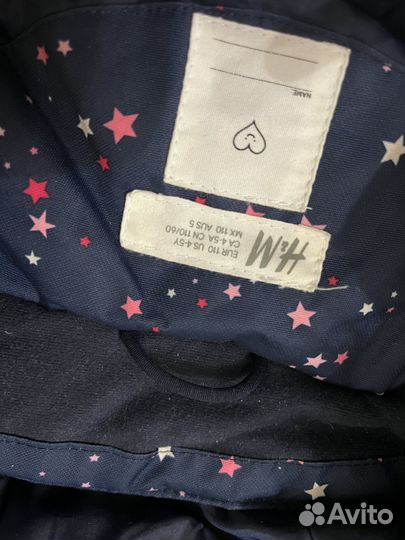 NAME
H&M
EUR 110 US 4-5Y
CA 4-5A CN 110/60
MX 110 AUS 5
Avito